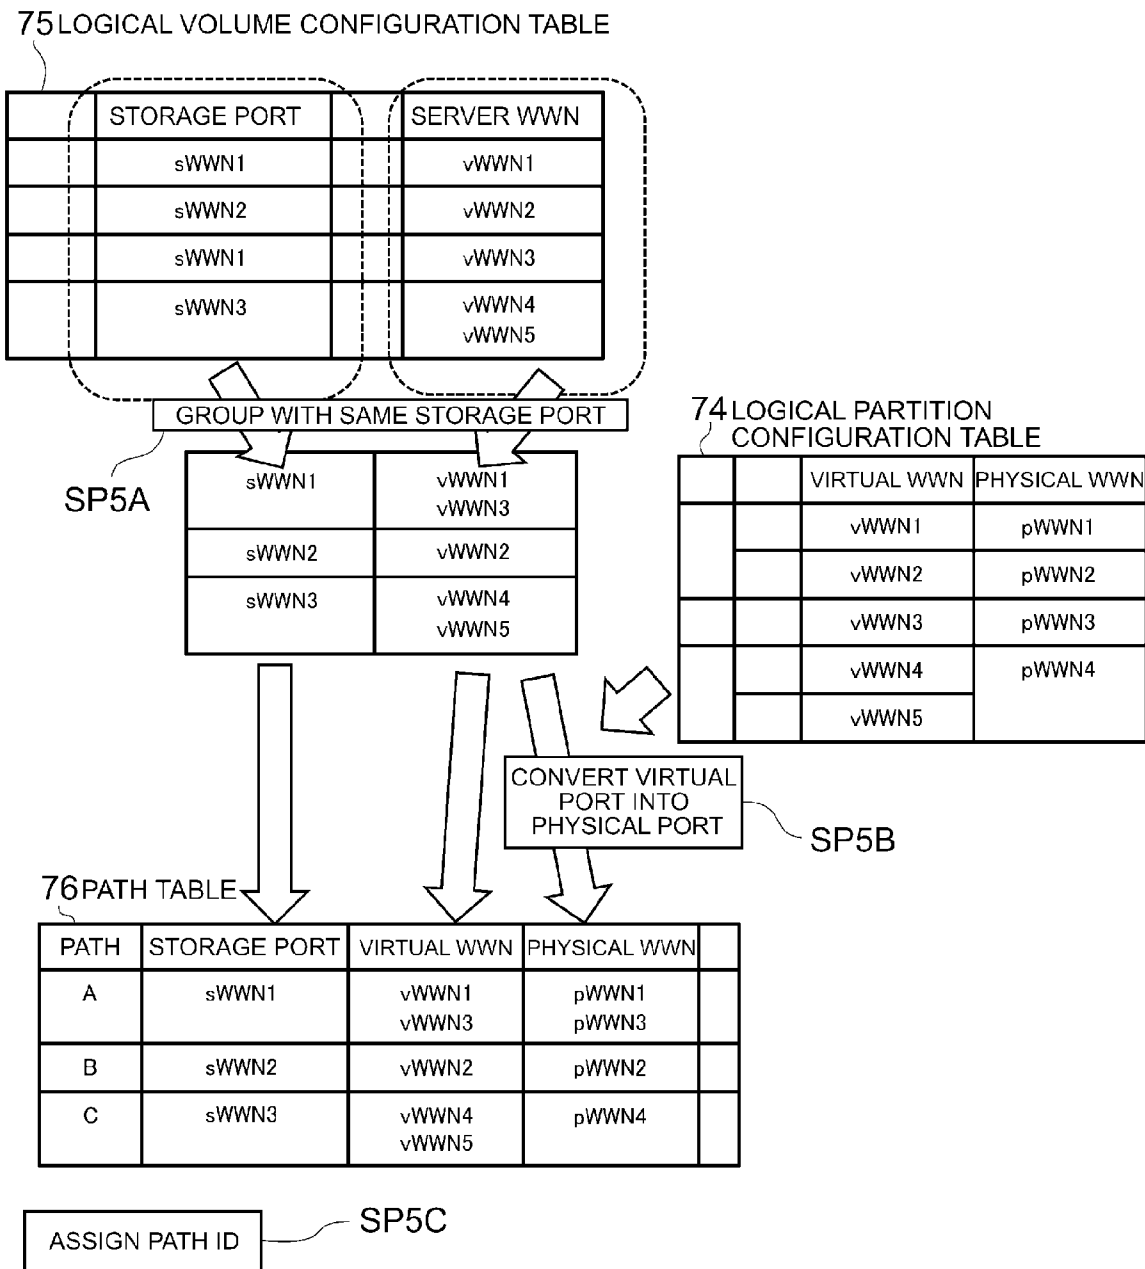 75 LOGICAL VOLUME CONFIGURATION TABLE
STORAGE PORT SERVER WWN
sWWN1 vWWN1
sWWN2 vWWN2
sWWN1 vWWN3
sWWN3 vWWN4
vWWN5
GROUP WITH SAME STORAGE PORT
SP5A
sWWN1 vWWN1
vWWN3
sWWN2 vWWN2
sWWN3 vWWN4
vWWN5
74 LOGICAL PARTITION
CONFIGURATION TABLE
VIRTUAL WWN PHYSICAL WWN
vWWN1 pWWN1
vWWN2 pWWN2
vWWN3 pWWN3
vWWN4 pWWN4
vWWN5
CONVERT VIRTUAL
PORT INTO
PHYSICAL PORT
SP5B
76 PATH TABLE
PATH STORAGE PORT VIRTUAL WWN PHYSICAL WWN
A sWWN1 vWWN1 pWWN1
vWWN3 pWWN3
B sWWN2 vWWN2 pWWN2
C sWWN3 vWWN4 pWWN4
vWWN5
ASSIGN PATH ID
SP5C